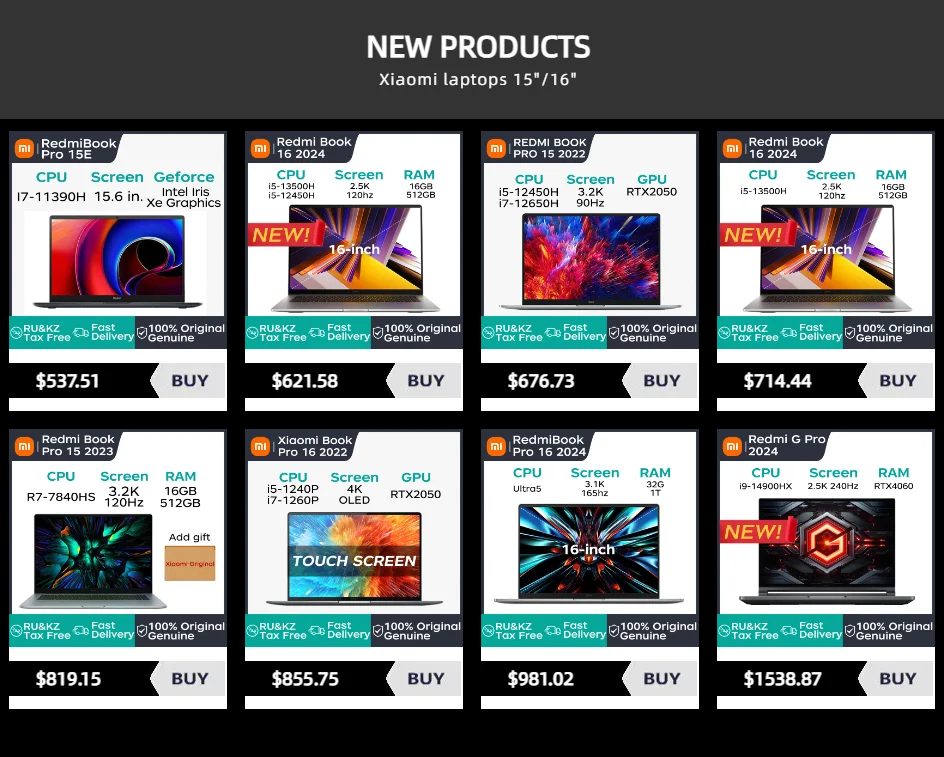 NEW PRODUCTS
Xiaomi laptops 15"/16"
RedmiBook
Pro 15E
CPU Screen Geforce
I7-11390H 15.6 in. Intel Iris
Xe Graphics
RU&KZ
Tax Free
Fast
Delivery
100% Original
Genuine
$537.51 BUY
Redmi Book
16 2024
CPU Screen RAM
i5-13500H 2.5K 16GB
i5-12450H 120hz 512GB
NEW!
16-inch
RU&KZ
Tax Free
Fast
Delivery
100% Original
Genuine
$621.58 BUY
REDMI BOOK
PRO 15 2022
CPU Screen GPU
i5-12450H 3.2K RTX2050
i7-12650H 90Hz
RU&KZ
Tax Free
Fast
Delivery
100% Original
Genuine
$676.73 BUY
Redmi Book
16 2024
CPU Screen RAM
i5-13500H 2.5K 16GB
120hz 512GB
NEW!
16-inch
RU&KZ
Tax Free
Fast
Delivery
100% Original
Genuine
$714.44 BUY
Redmi Book
Pro 15 2023
CPU Screen RAM
R7-7840HS 3.2K 16GB
120Hz 512GB
Add gift
Xiaomi Original
RU&KZ
Tax Free
Fast
Delivery
100% Original
Genuine
$819.15 BUY
Xiaomi Book
Pro 16 2022
CPU Screen GPU
i5-1240P 4K RTX2050
i7-1260P OLED
TOUCH SCREEN
RU&KZ
Tax Free
Fast
Delivery
100% Original
Genuine
$855.75 BUY
RedmiBook
Pro 16 2024
CPU Screen RAM
Ultra5 3.1K 32G
165hz 1T
16-inch
RU&KZ
Tax Free
Fast
Delivery
100% Original
Genuine
$981.02 BUY
Redmi G Pro
2024
CPU Screen RAM
i9-14900HX 2.5K 240Hz RTX4060
NEW!
RU&KZ
Tax Free
Fast
Delivery
100% Original
Genuine
$1538.87 BUY